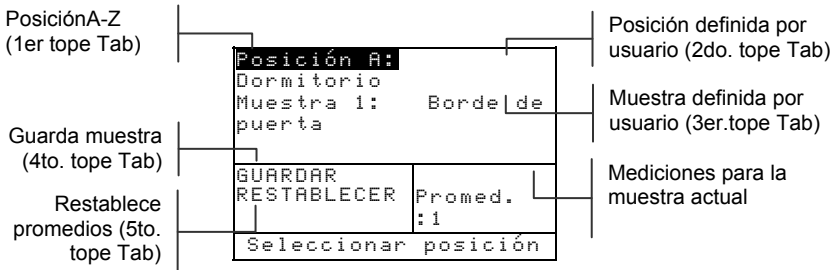 PosiciónA-Z
(1er tope Tab)
Posición definida por
usuario (2do. tope Tab)
Posición A:
Dormitorio
Muestra 1: Borde de
puerta
Muestra definida por
usuario (3er.tope Tab)
Guarda muestra
(4to. tope Tab)
GUARDAR
RESTABLECER
Promed.
:1
Mediciones para la
muestra actual
Restablece
promedios (5to.
tope Tab)
Seleccionar posición